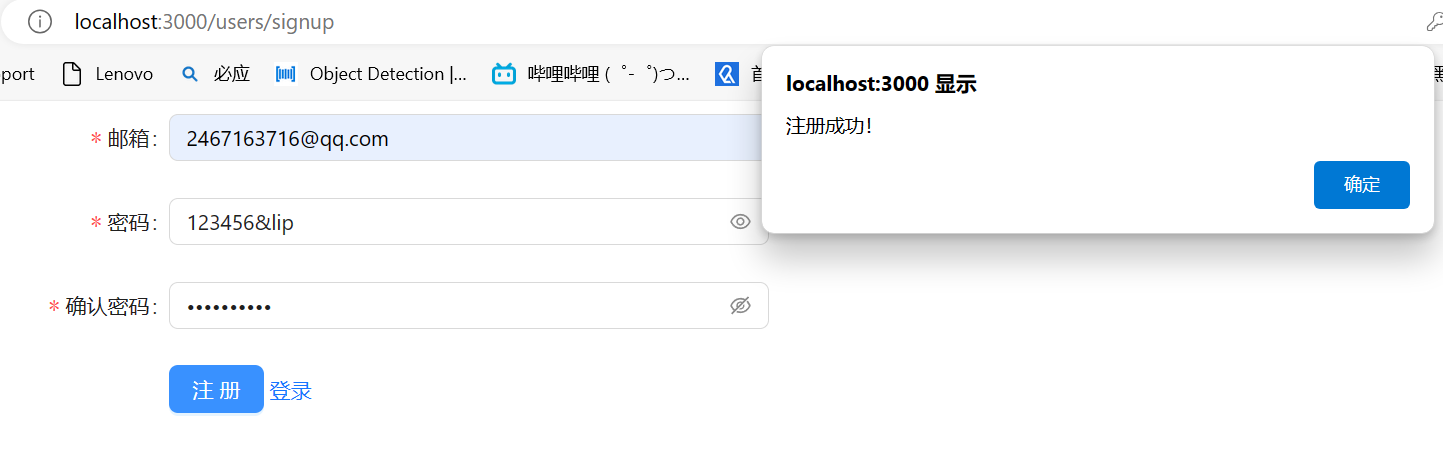 localhost:3000/users/signup
port Lenovo 必应 Object Detection |... 哔哩哔哩 ( ゜- ゜)つ... 首
localhost:3000 显示
注册成功！
确定
* 邮箱: 2467163716@qq.com
* 密码: 123456&lip
* 确认密码: ••••••••••
注 册 登录